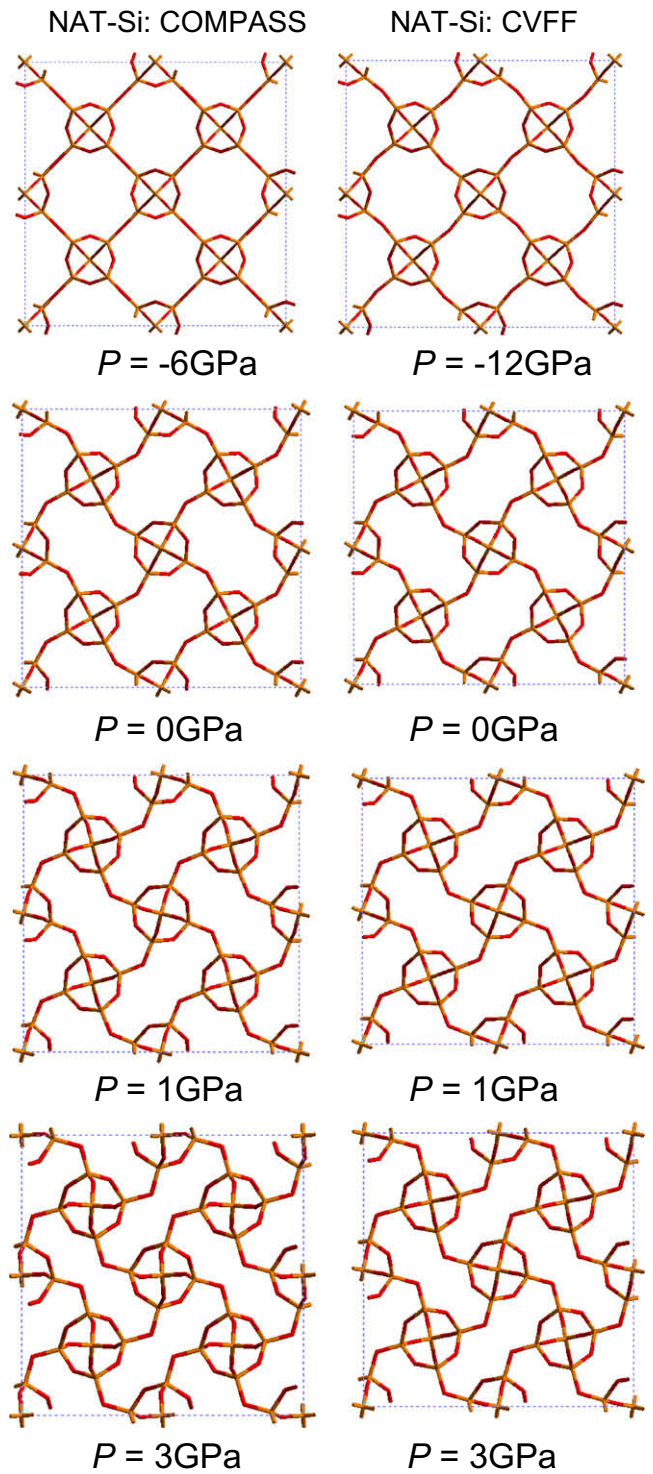 NAT-Si: COMPASS NAT-Si: CVFF
P = -6GPa P = -12GPa
P = 0GPa P = 0GPa
P = 1GPa P = 1GPa
P = 3GPa P = 3GPa